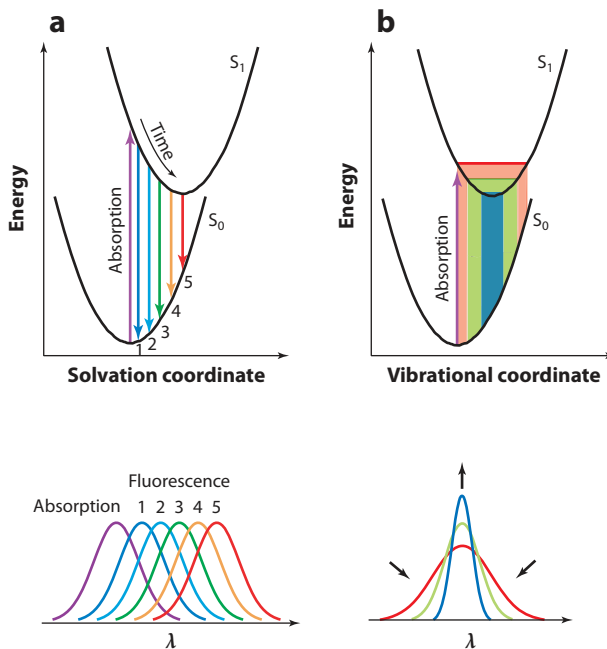 a
S₁
Time
Absorption
Energy
S₀
5
4
3
2
1
Solvation coordinate
b
S₁
Energy
S₀
Absorption
Vibrational coordinate
Fluorescence
Absorption 1 2 3 4 5
λ
λ